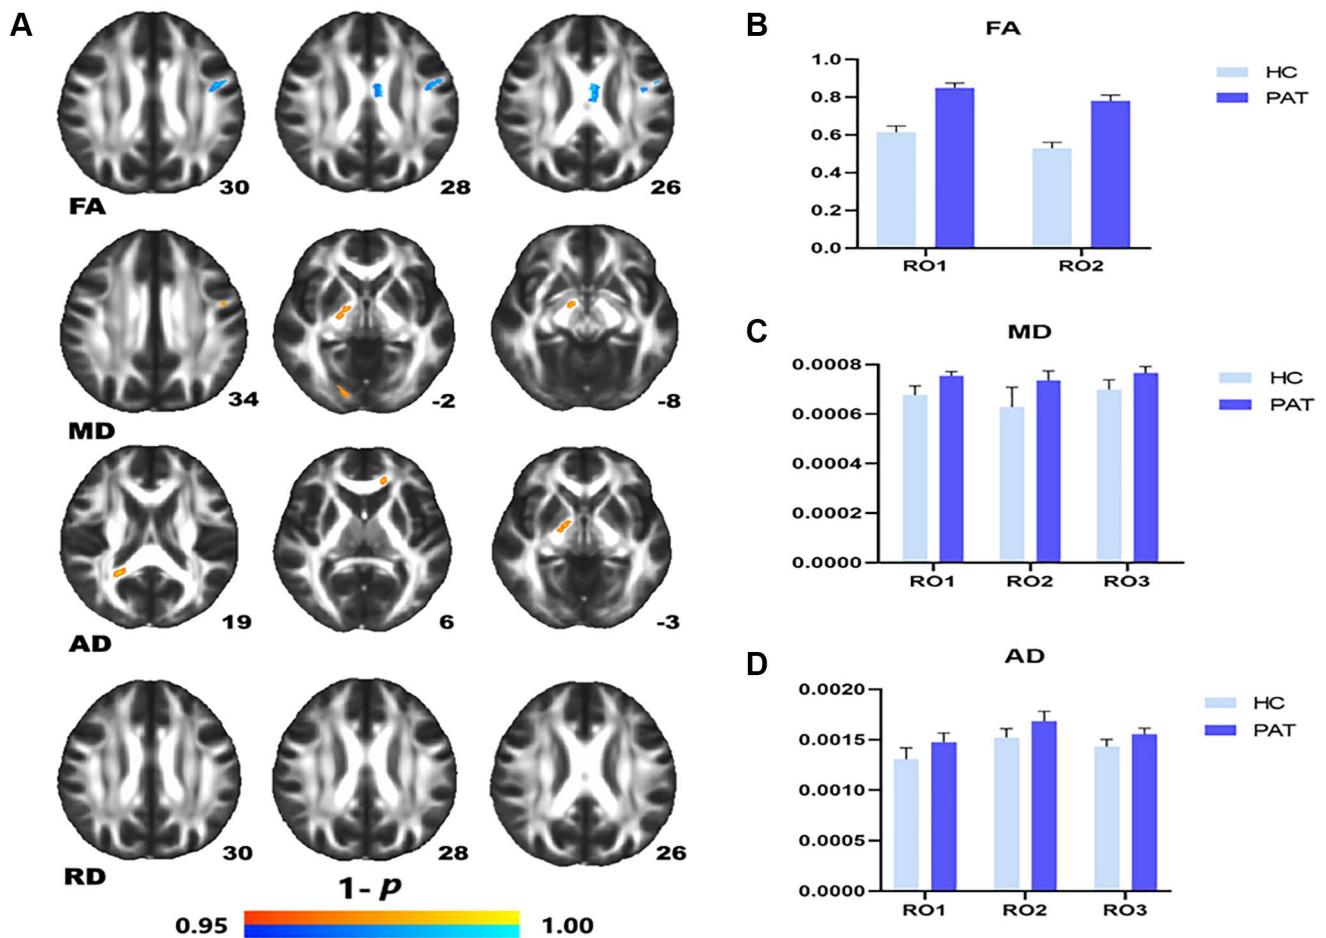 A
30
28
26
FA
34
-2
-8
MD
19
6
-3
AD
30
28
26
RD
1- p
0.95
1.00
B
FA
1.0
0.8
0.6
0.4
0.2
0.0
RO1
RO2
HC
PAT
C
MD
0.0008
0.0006
0.0004
0.0002
0.0000
RO1
RO2
RO3
HC
PAT
D
AD
0.0020
0.0015
0.0010
0.0005
0.0000
RO1
RO2
RO3
HC
PAT